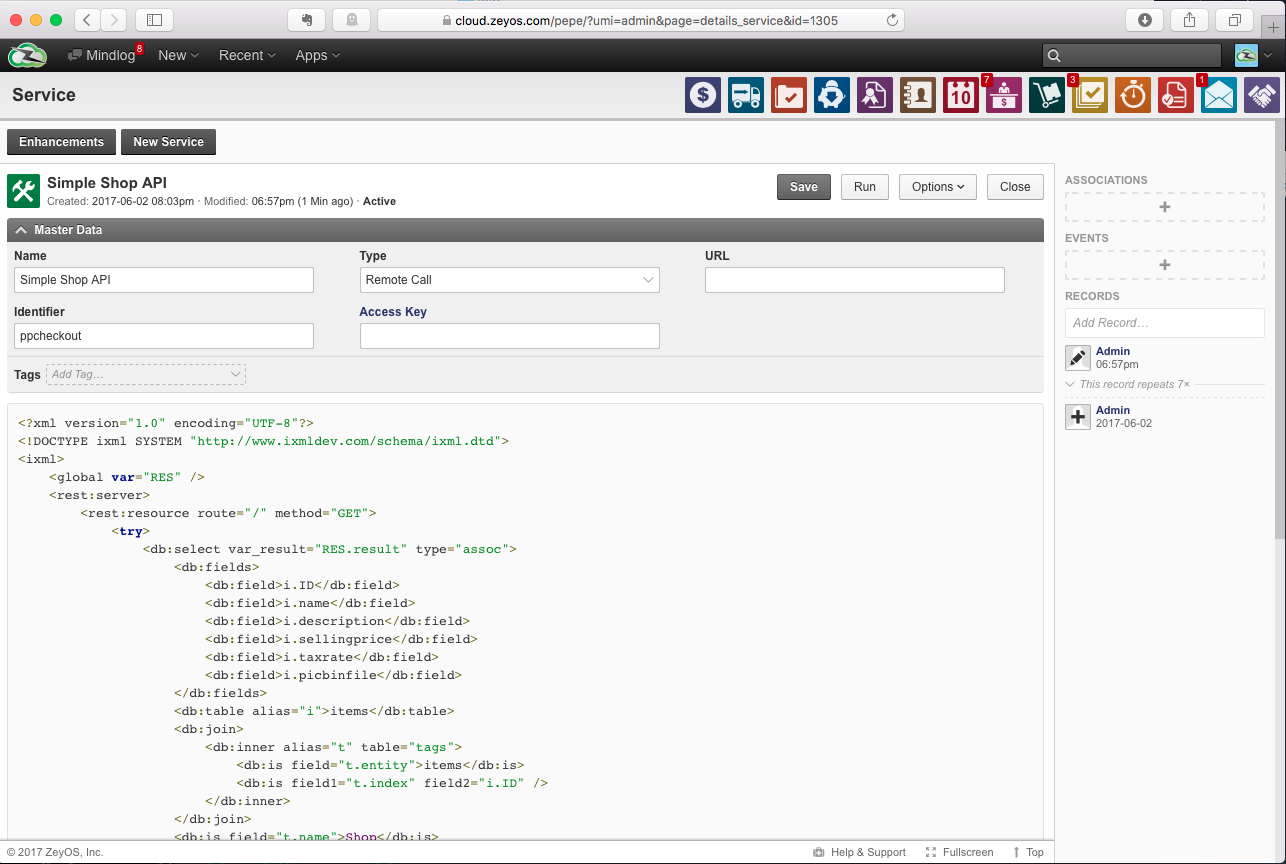 cloud.zeyos.com/pepe/?umi=admin&page=details_service&id=1305
Mindlog 8 New Recent Apps
Service
$ 10 7 $ 3 1
Enhancements New Service
Simple Shop API
Created: 2017-06-02 08:03pm · Modified: 06:57pm (1 Min ago) · Active
Save Run Options Close
Master Data
Name Type URL
Simple Shop API Remote Call
Identifier Access Key
ppcheckout
Tags Add Tag…
<?xml version="1.0" encoding="UTF-8"?>
<!DOCTYPE ixml SYSTEM "http://www.ixmldev.com/schema/ixml.dtd">
<ixml>
<global var="RES" />
<rest:server>
<rest:resource route="/" method="GET">
<try>
<db:select var_result="RES.result" type="assoc">
<db:fields>
<db:field>i.ID</db:field>
<db:field>i.name</db:field>
<db:field>i.description</db:field>
<db:field>i.sellingprice</db:field>
<db:field>i.taxrate</db:field>
<db:field>i.picbinfile</db:field>
</db:fields>
<db:table alias="i">items</db:table>
<db:join>
<db:inner alias="t" table="tags">
<db:is field="t.entity">items</db:is>
<db:is field1="t.index" field2="i.ID" />
</db:inner>
</db:join>
<db:is field="t.name">Shop</db:is>
ASSOCIATIONS
+
EVENTS
+
RECORDS
Add Record…
Admin
06:57pm
This record repeats 7×
Admin
2017-06-02
© 2017 ZeyOS, Inc.
Help & Support Fullscreen Top